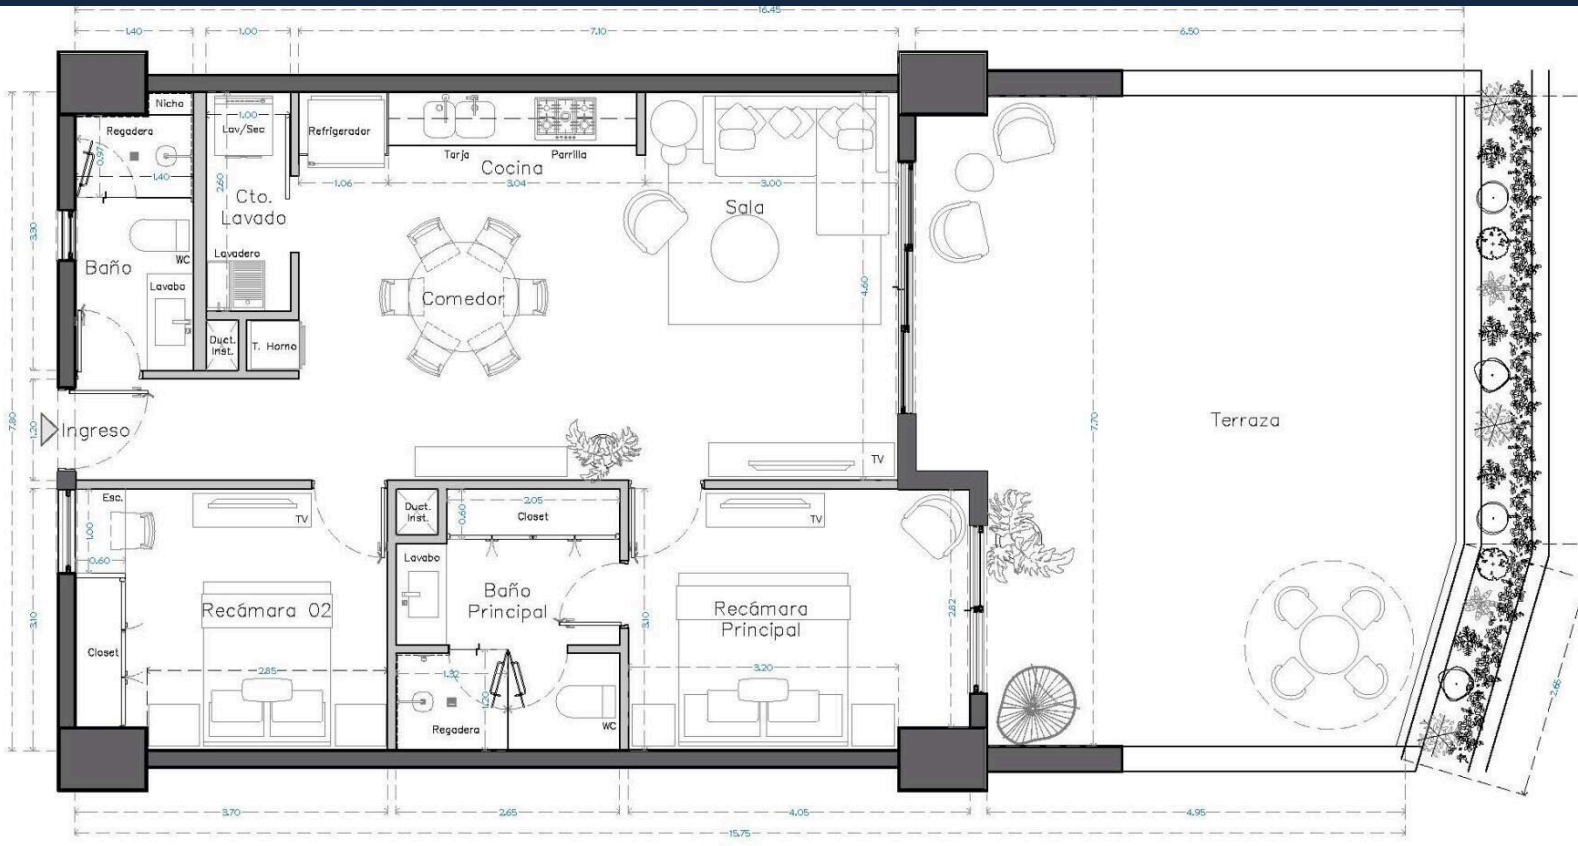 16.45
1.40
1.00
7.10
6.50
Nicho
Regadera
0.97
1.40
1.00
Lav/Sec
2.60
Refrigerador
Tarja
Parrilla
Cocina
1.06
3.04
3.00
Cto.
Lavado
Sala
3.30
WC
Baño
Lavadero
Lavabo
Comedor
4.60
Duct.
Inst.
T. Horno
7.80
1.20
Ingreso
7.70
Terraza
TV
Esc.
1.00
0.60
TV
Duct.
Inst.
0.60
2.05
Closet
TV
Lavabo
Baño
Principal
Recámara 02
Recámara
Principal
3.10
3.10
2.82
Closet
2.85
1.32
1.20
3.20
Regadera
WC
2.65
3.70
2.65
4.05
4.95
15.75